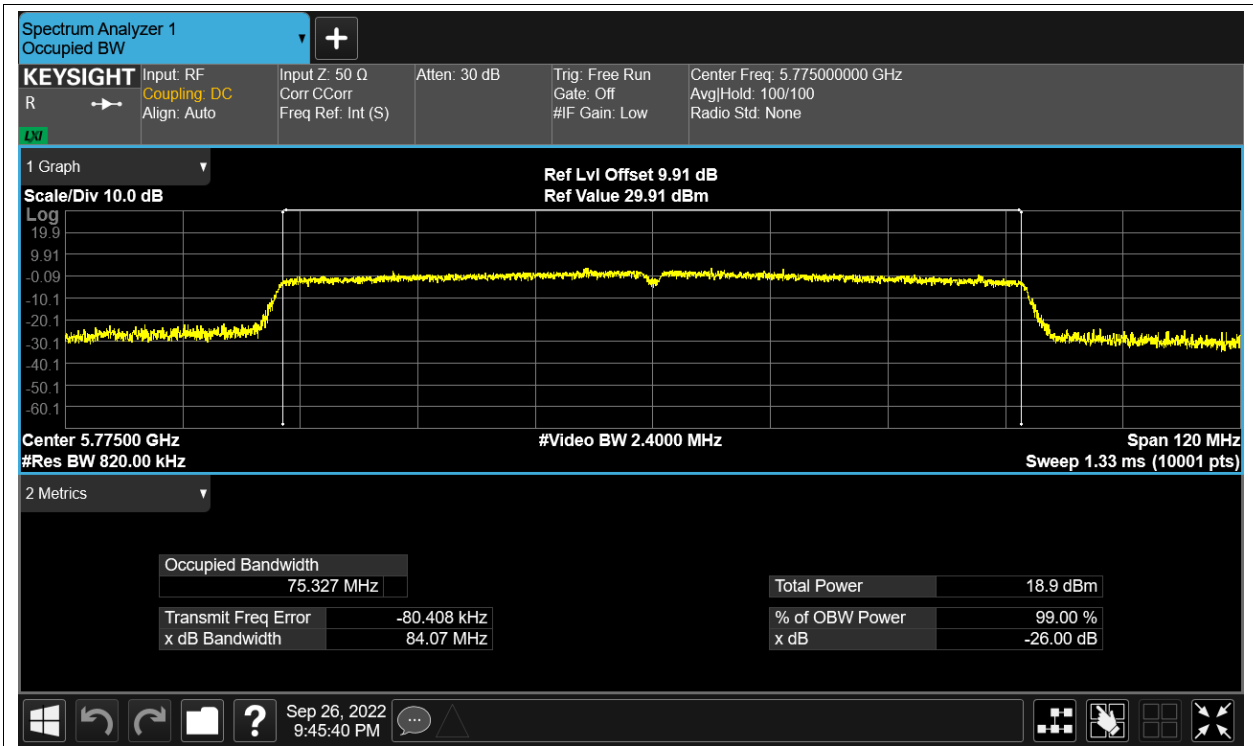 Spectrum Analyzer 1
Occupied BW
KEYSIGHT
R
LXI
Input: RF
Coupling: DC
Align: Auto
Input Z: 50 Ω
Corr CCorr
Freq Ref: Int (S)
Atten: 30 dB
Trig: Free Run
Gate: Off
#IF Gain: Low
Center Freq: 5.775000000 GHz
Avg|Hold: 100/100
Radio Std: None
1 Graph
Scale/Div 10.0 dB
Ref Lvl Offset 9.91 dB
Ref Value 29.91 dBm
Log
19.9
9.91
-0.09
-10.1
-20.1
-30.1
-40.1
-50.1
-60.1
Center 5.77500 GHz
#Video BW 2.4000 MHz
Span 120 MHz
#Res BW 820.00 kHz
Sweep 1.33 ms (10001 pts)
2 Metrics
Occupied Bandwidth
75.327 MHz
Transmit Freq Error -80.408 kHz
x dB Bandwidth 84.07 MHz
Total Power 18.9 dBm
% of OBW Power 99.00 %
x dB -26.00 dB
?
Sep 26, 2022
9:45:40 PM